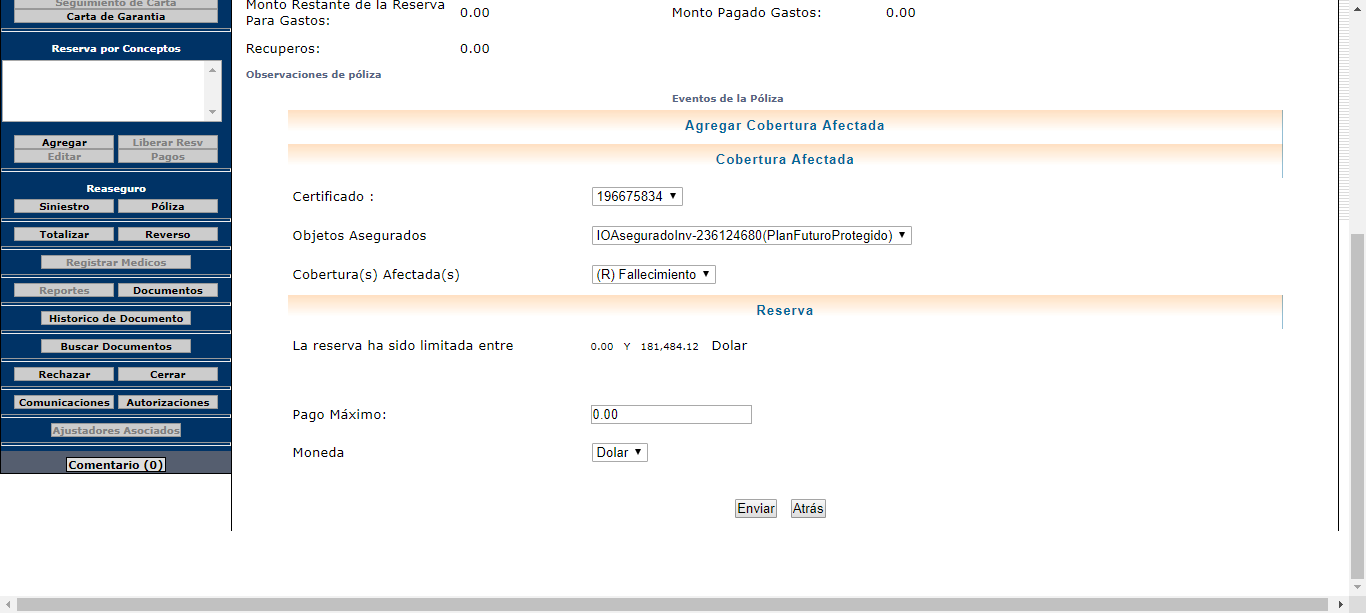 Seguimiento de Carta
Carta de Garantia
Reserva por Conceptos
Agregar Liberar Resv
Editar Pagos
Reaseguro
Siniestro Póliza
Totalizar Reverso
Registrar Medicos
Reportes Documentos
Historico de Documento
Buscar Documentos
Rechazar Cerrar
Comunicaciones Autorizaciones
Ajustadores Asociados
Comentario (0)
Monto Restante de la Reserva
Para Gastos: 0.00 Monto Pagado Gastos: 0.00
Recuperos: 0.00
Observaciones de póliza
Eventos de la Póliza
Agregar Cobertura Afectada
Cobertura Afectada
Certificado : 196675834
Objetos Asegurados IOAseguradoInv-236124680(PlanFuturoProtegido)
Cobertura(s) Afectada(s) (R) Fallecimiento
Reserva
La reserva ha sido limitada entre 0.00 Y 181,484.12 Dolar
Pago Máximo: 0.00
Moneda Dolar
Enviar Atrás